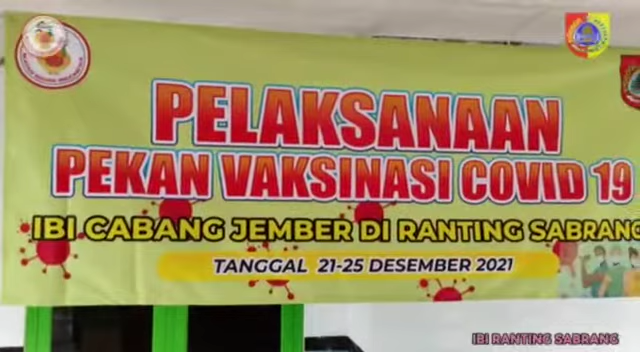 PELAKSANAAN
PEKAN VAKSINASI COVID 19
IBI CABANG JEMBER DI RANTING SABRANG
TANGGAL 21-25 DESEMBER 2021
IBI RANTING SABRANG